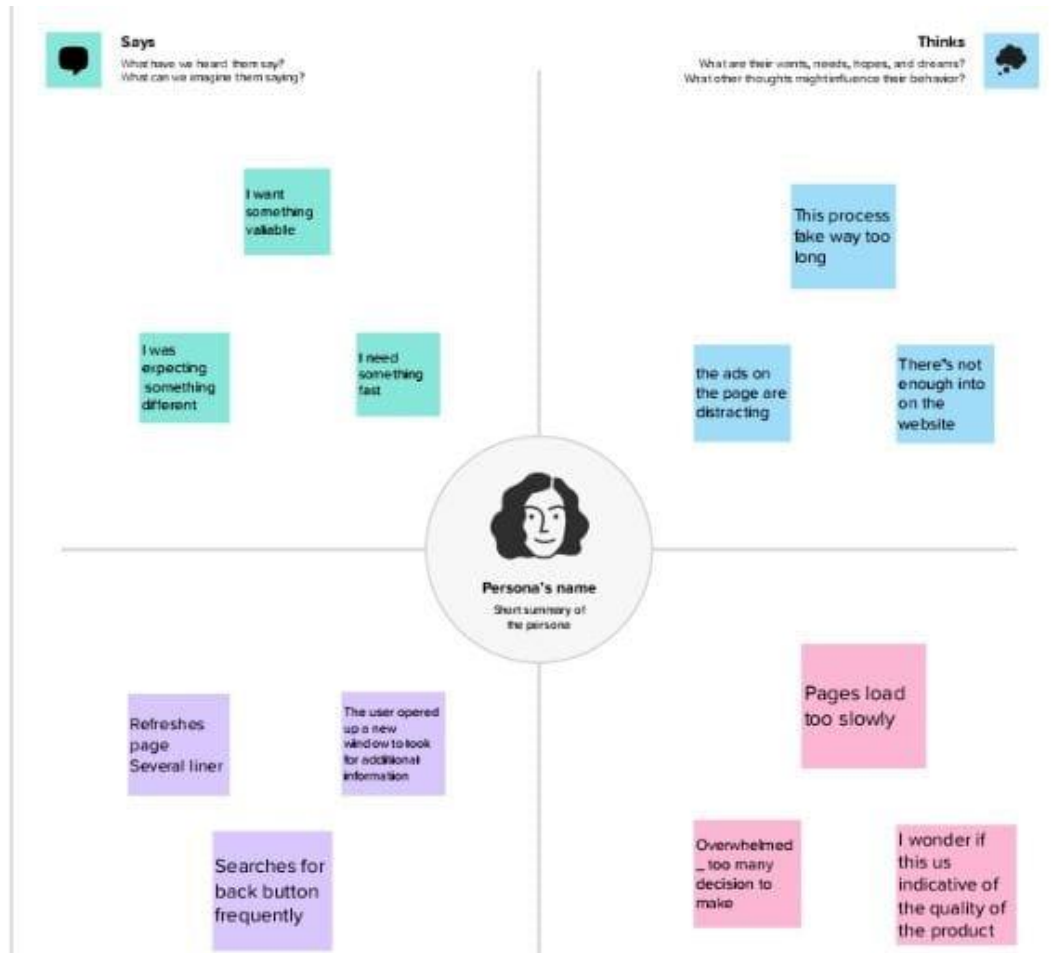 Says
What have we heard them say?
What can we imagine them saying?
Thinks
What are their wants, needs, hopes, and dreams?
What other thoughts might influence their behavior?
I want
something
valiable
I was
expecting
something
different
I need
something
fast
This process
fake way too
long
the ads on
the page are
distracting
There"s not
enough into
on the
website
Persona's name
Short summary of
the persona
Refreshes
page
Several liner
The user opened
up a new
window to look
for additional
information
Searches for
back button
frequently
Pages load
too slowly
Overwhelmed
_ too many
decision to
make
I wonder if
this us
indicative of
the quality of
the product